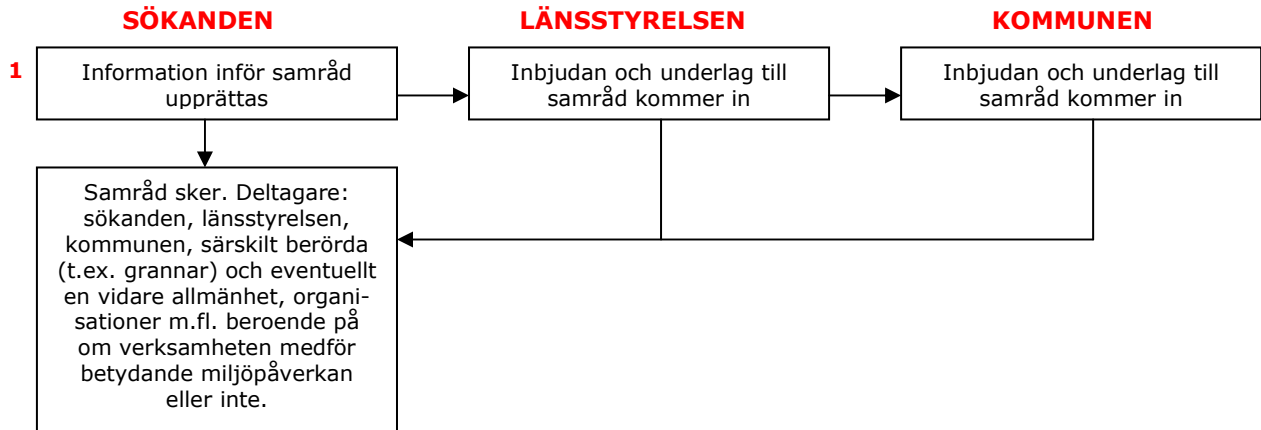 SÖKANDEN
LÄNSSTYRELSEN
KOMMUNEN
1
Information inför samråd
upprättas
Inbjudan och underlag till
samråd kommer in
Inbjudan och underlag till
samråd kommer in
Samråd sker. Deltagare:
sökanden, länsstyrelsen,
kommunen, särskilt berörda
(t.ex. grannar) och eventuellt
en vidare allmänhet, organi-
sationer m.fl. beroende på
om verksamheten medför
betydande miljöpåverkan
eller inte.